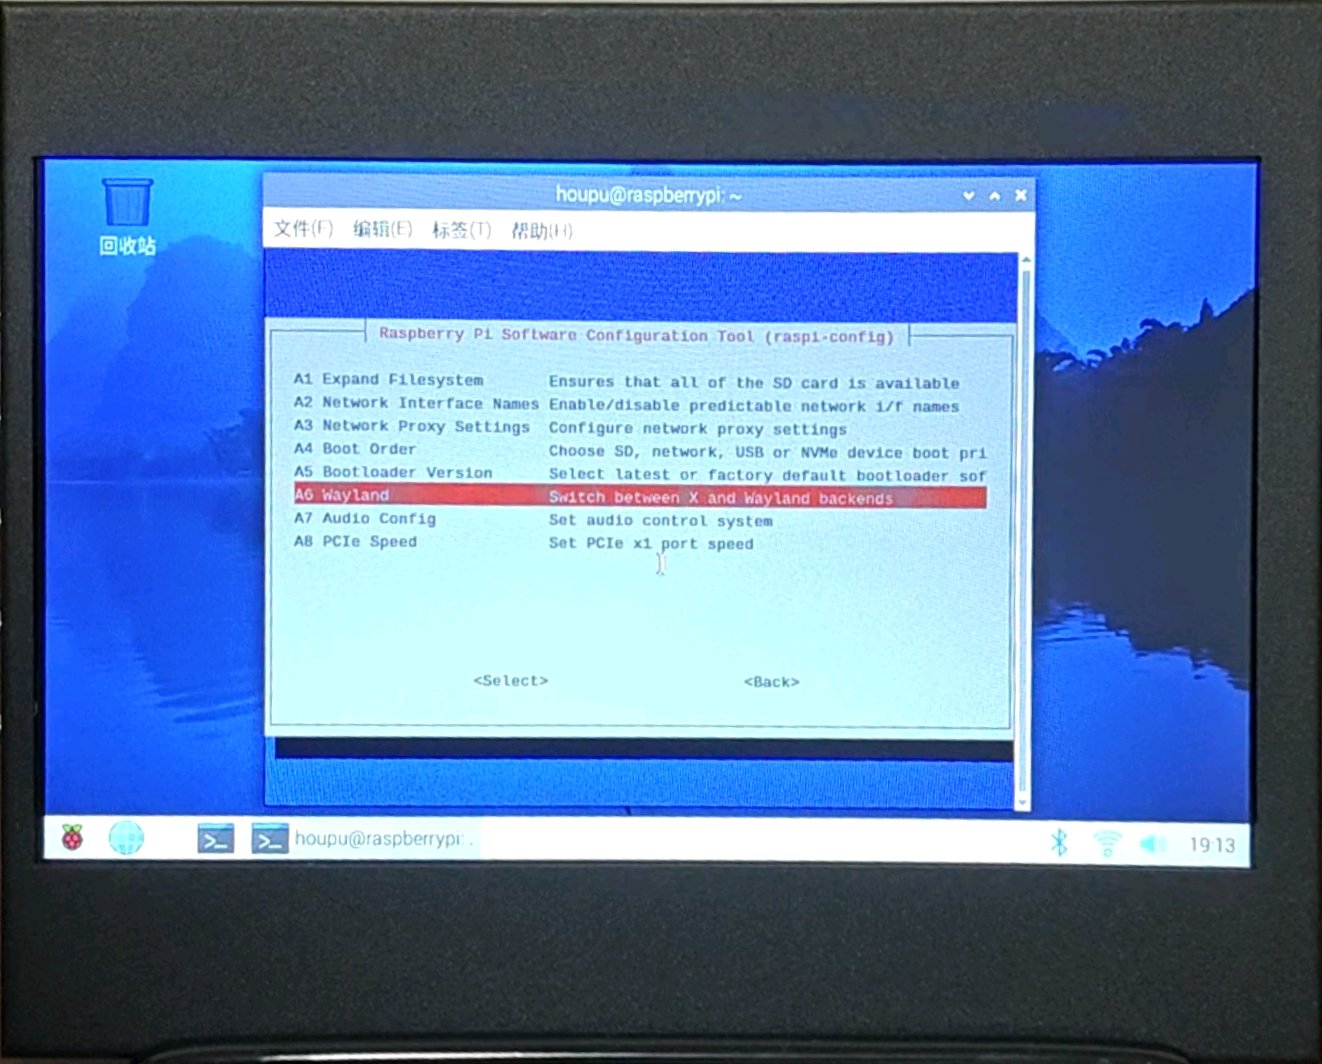 回收站
houpu@raspberrypi: ~
文件(F) 编辑(E) 标签(T) 帮助(H)
Raspberry Pi Software Configuration Tool (raspi-config)
A1 Expand Filesystem Ensures that all of the SD card is available
A2 Network Interface Names Enable/disable predictable network i/f names
A3 Network Proxy Settings Configure network proxy settings
A4 Boot Order Choose SD, network, USB or NVMe device boot pri
A5 Bootloader Version Select latest or factory default bootloader sof
A6 Wayland Switch between X and Wayland backends
A7 Audio Config Set audio control system
A8 PCIe Speed Set PCIe x1 port speed
<Select> <Back>
houpu@raspberrypi: . 19:13